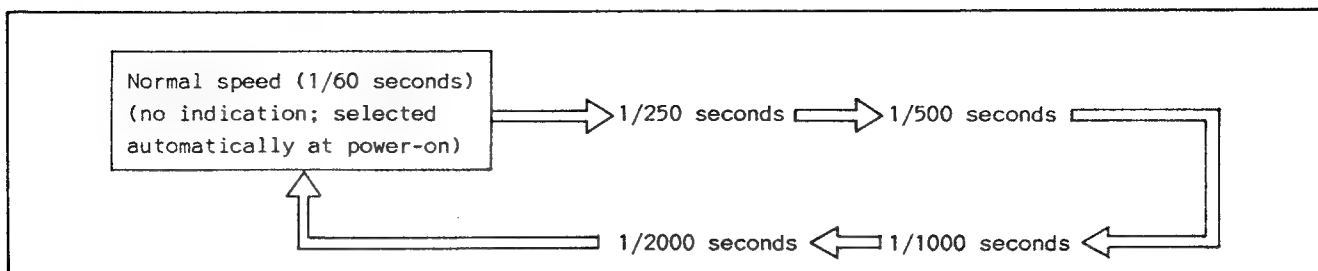 Normal speed (1/60 seconds)
(no indication; selected
automatically at power-on)
1/250 seconds
1/500 seconds
1/1000 seconds
1/2000 seconds